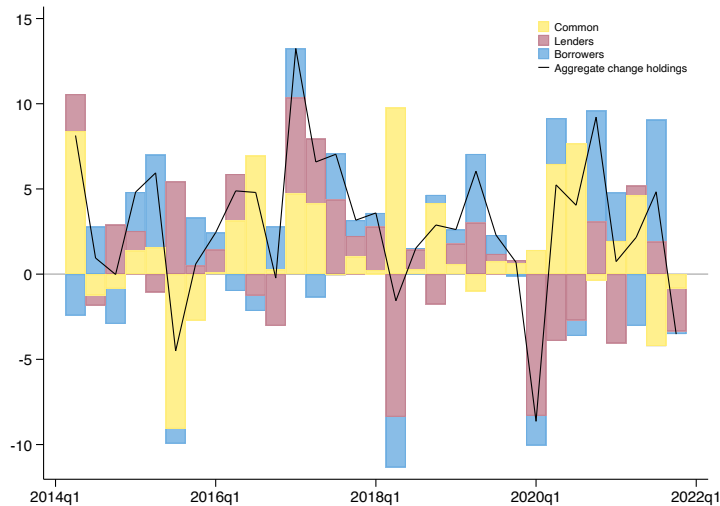 15
10
5
0
-5
-10
2014q1
2016q1
2018q1
2020q1
2022q1
Common
Lenders
Borrowers
Aggregate change holdings